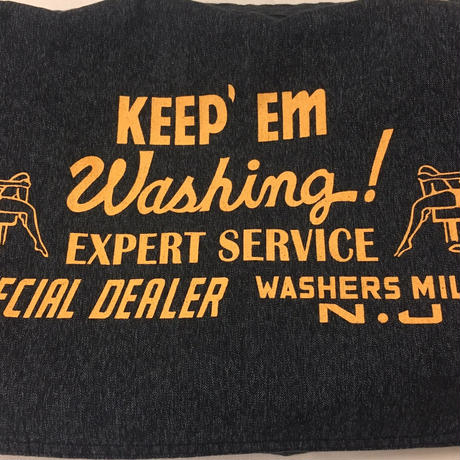 KEEP' EM
Washing!
EXPERT SERVICE
ECIAL DEALER WASHERS MIL
N.J